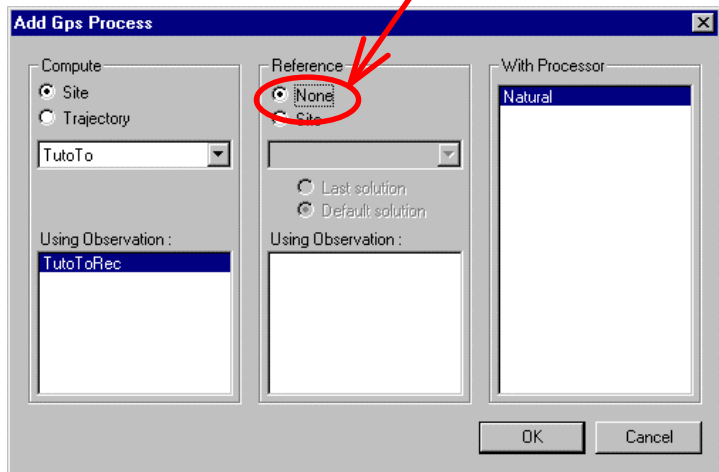 Add Gps Process
Compute
Site
Trajectory
TutoTo
Using Observation :
TutoToRec
Reference
None
Site
Last solution
Default solution
Using Observation :
With Processor
Natural
OK
Cancel